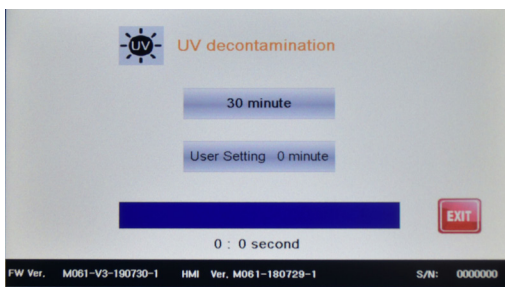 UV UV decontamination
30 minute
User Setting 0 minute
EXIT
0 : 0 second
FW Ver. M061-V3-190730-1 HMI Ver. M061-180729-1 S/N: 0000000